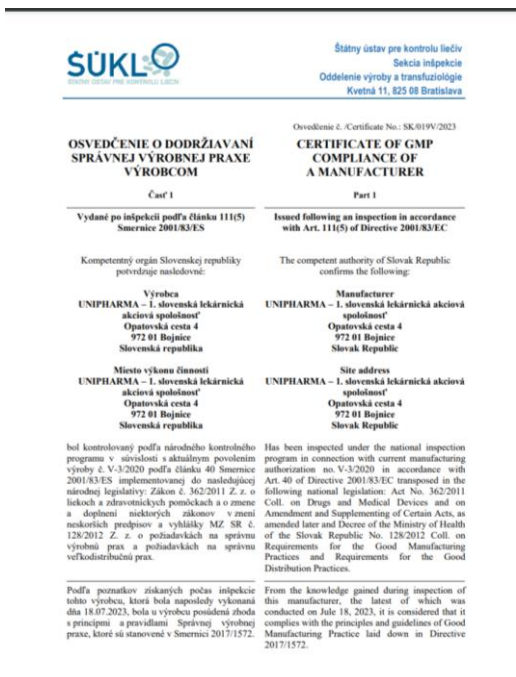 ŠÚKL
ŠTÁTNY ÚSTAV PRE KONTROLU LIEČIV
Štátny ústav pre kontrolu liečiv
Sekcia inšpekcie
Oddelenie výroby a transfuziológie
Kvetná 11, 825 08 Bratislava
Osvedčenie č. /Certificate No.: SK/019V/2023
OSVEDČENIE O DODRŽIAVANÍ
SPRÁVNEJ VÝROBNEJ PRAXE
VÝROBCOM
Časť 1
Vydané po inšpekcii podľa článku 111(5)
Smernice 2001/83/ES
Kompetentný orgán Slovenskej republiky
potvrdzuje nasledovné:
Výrobca
UNIPHARMA – 1. slovenská lekárnická
akciová spoločnosť
Opatovská cesta 4
972 01 Bojnice
Slovenská republika
Miesto výkonu činnosti
UNIPHARMA – 1. slovenská lekárnická
akciová spoločnosť
Opatovská cesta 4
972 01 Bojnice
Slovenská republika
bol kontrolovaný podľa národného kontrolného
programu v súvislosti s aktuálnym povolením
výroby č. V-3/2020 podľa článku 40 Smernice
2001/83/ES implementovanej do nasledujúcej
národnej legislatívy: Zákon č. 362/2011 Z. z. o
liekoch a zdravotníckych pomôckach a o zmene
a doplnení niektorých zákonov v znení
neskorších predpisov a vyhlášky MZ SR č.
128/2012 Z. z. o požiadavkách na správnu
výrobnú prax a požiadavkách na správnu
veľkodistribučnú prax.
Podľa poznatkov získaných počas inšpekcie
tohto výrobcu, ktorá bola naposledy vykonaná
dňa 18.07.2023, bola u výrobcu posúdená zhoda
s princípmi a pravidlami Správnej výrobnej
praxe, ktoré sú stanovené v Smernici 2017/1572.
CERTIFICATE OF GMP
COMPLIANCE OF
A MANUFACTURER
Part 1
Issued following an inspection in accordance
with Art. 111(5) of Directive 2001/83/EC
The competent authority of Slovak Republic
confirms the following:
Manufacturer
UNIPHARMA – 1. slovenská lekárnická akciová
spoločnosť
Opatovská cesta 4
972 01 Bojnice
Slovak Republic
Site address
UNIPHARMA – 1. slovenská lekárnická akciová
spoločnosť
Opatovská cesta 4
972 01 Bojnice
Slovak Republic
Has been inspected under the national inspection
program in connection with current manufacturing
authorization no. V-3/2020 in accordance with
Art. 40 of Directive 2001/83/EC transposed in the
following national legislation: Act No. 362/2011
Coll. on Drugs and Medical Devices and on
Amendment and Supplementing of Certain Acts, as
amended later and Decree of the Ministry of Health
of the Slovak Republic No. 128/2012 Coll. on
Requirements for the Good Manufacturing
Practices and Requirements for the Good
Distribution Practices.
From the knowledge gained during inspection of
this manufacturer, the latest of which was
conducted on July 18, 2023, it is considered that it
complies with the principles and guidelines of Good
Manufacturing Practice laid down in Directive
2017/1572.